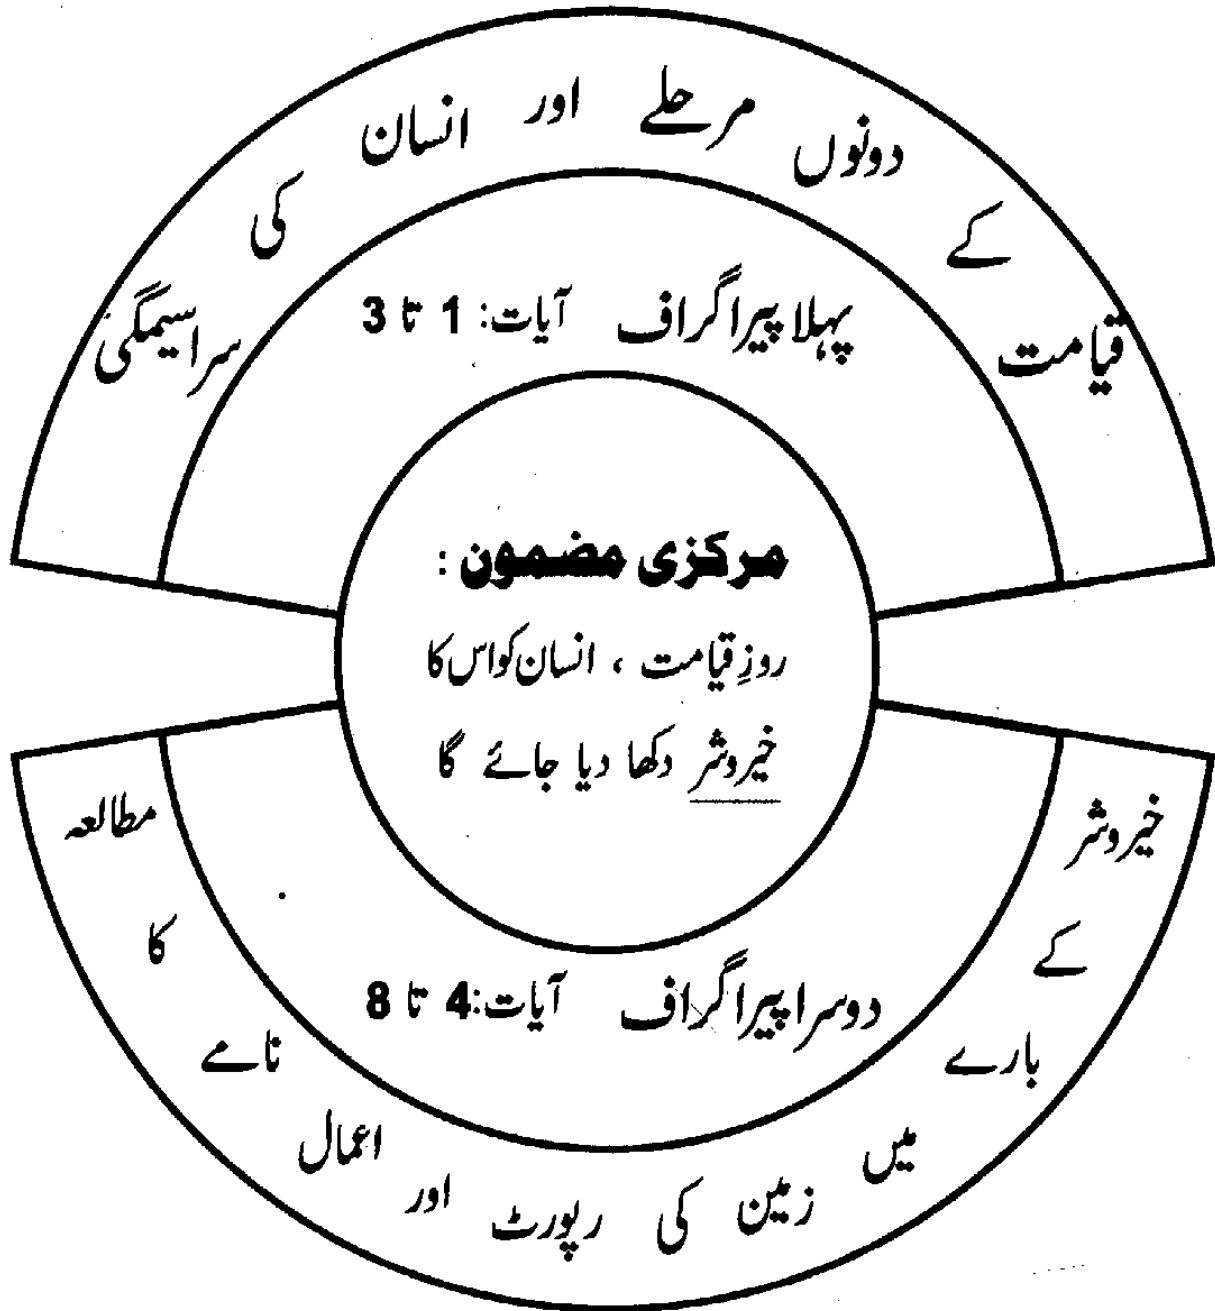 قیامت کے دونوں مرحلے اور انسان کی سراسیمگی
پہلا پیراگراف آیات: 1 تا 3
مرکزی مضمون :
روزِ قیامت ، انسان کو اس کا
خیر و شر دکھا دیا جائے گا
دوسرا پیراگراف آیات: 4 تا 8
خیر و شر کے بارے میں زمین کی رپورٹ اور اعمال نامے کا مطالعہ